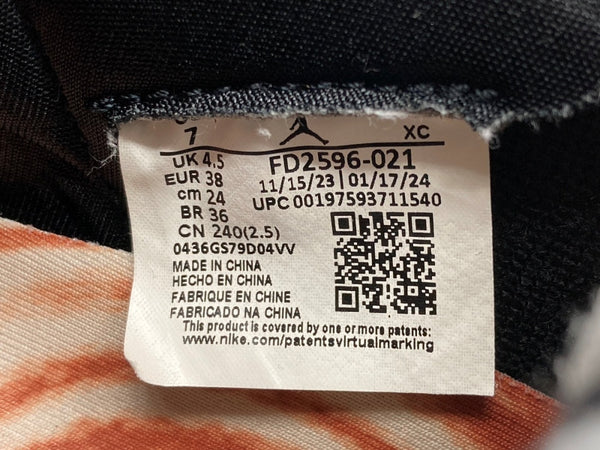 7 XC
UK 4.5 FD2596-021
EUR 38 11/15/23 | 01/17/24
cm 24 UPC 00197593711540
BR 36
CN 240(2.5)
0436GS79D04VV
MADE IN CHINA
HECHO EN CHINA
FABRIQUE EN CHINE
FABRICADO NA CHINA
This product is covered by one or more patents:
www.nike.com/patentsvirtualmarking